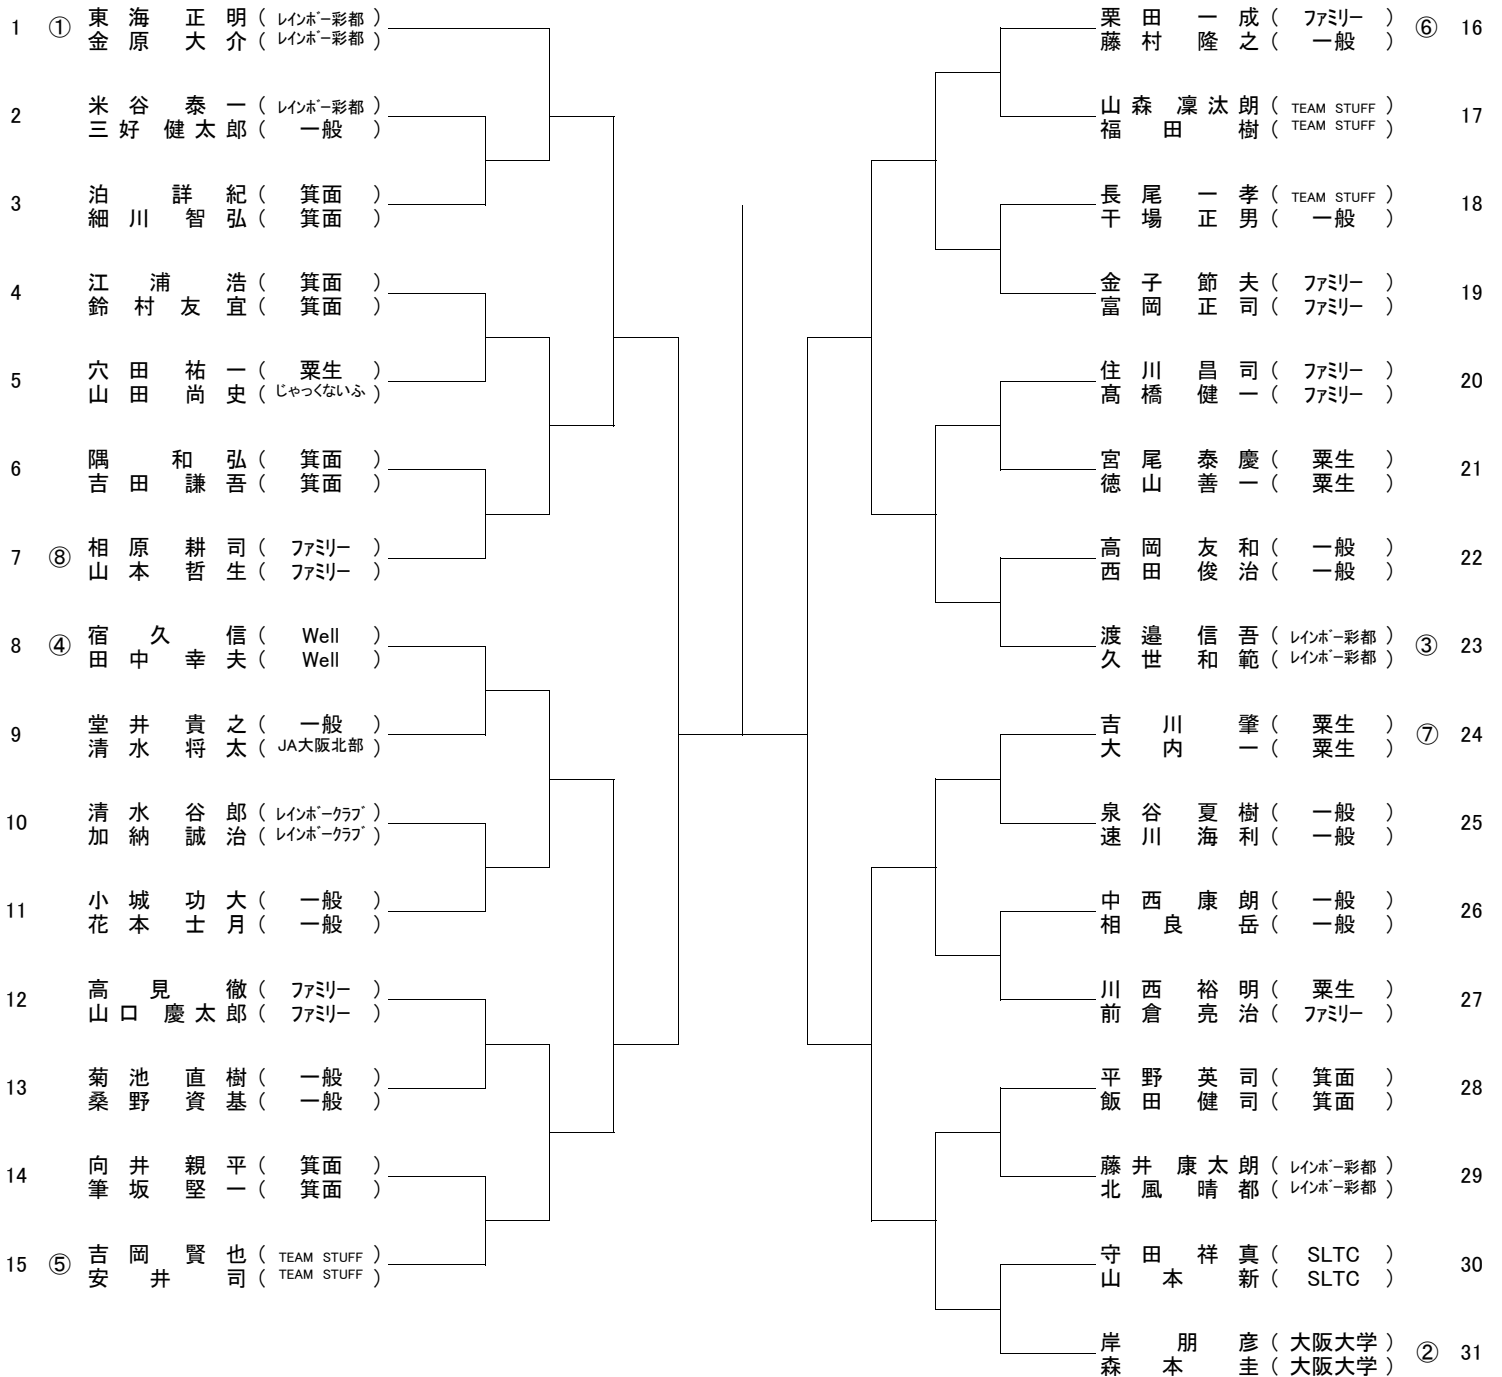 1 ① 東海 正明 ( レインボー彩都 )
金原 大介 ( レインボー彩都 )
2 米谷 泰一 ( レインボー彩都 )
三好 健太郎 ( 一般 )
3 泊 詳紀 ( 箕面 )
細川 智弘 ( 箕面 )
4 江浦 浩 ( 箕面 )
鈴村 友宜 ( 箕面 )
5 穴田 祐一 ( 粟生 )
山田 尚史 ( じゃっくないふ )
6 隅 和弘 ( 箕面 )
吉田 謙吾 ( 箕面 )
7 ⑧ 相原 耕司 ( ファミリー )
山本 哲生 ( ファミリー )
8 ④ 宿久 信 ( Well )
田中 幸夫 ( Well )
9 堂井 貴之 ( 一般 )
清水 将太 ( JA大阪北部 )
10 清水 谷郎 ( レインボークラブ )
加納 誠治 ( レインボークラブ )
11 小城 功大 ( 一般 )
花本 士月 ( 一般 )
12 高見 徹 ( ファミリー )
山口 慶太郎 ( ファミリー )
13 菊池 直樹 ( 一般 )
桑野 資基 ( 一般 )
14 向井 親平 ( 箕面 )
筆坂 堅一 ( 箕面 )
15 ⑤ 吉岡 賢也 ( TEAM STUFF )
安井 司 ( TEAM STUFF )
栗田 一成 ( ファミリー ) ⑥ 16
藤村 隆之 ( 一般 )
山森 凜汰朗 ( TEAM STUFF ) 17
福田 樹 ( TEAM STUFF )
長尾 一孝 ( TEAM STUFF ) 18
干場 正男 ( 一般 )
金子 節夫 ( ファミリー ) 19
富岡 正司 ( ファミリー )
住川 昌司 ( ファミリー ) 20
髙橋 健一 ( ファミリー )
宮尾 泰慶 ( 粟生 ) 21
徳山 善一 ( 粟生 )
高岡 友和 ( 一般 ) 22
西田 俊治 ( 一般 )
渡邉 信吾 ( レインボー彩都 ) ③ 23
久世 和範 ( レインボー彩都 )
吉川 肇 ( 粟生 ) ⑦ 24
大内 一 ( 粟生 )
泉谷 夏樹 ( 一般 ) 25
速川 海利 ( 一般 )
中西 康朗 ( 一般 ) 26
相良 岳 ( 一般 )
川西 裕明 ( 粟生 ) 27
前倉 亮治 ( ファミリー )
平野 英司 ( 箕面 ) 28
飯田 健司 ( 箕面 )
藤井 康太朗 ( レインボー彩都 ) 29
北風 晴都 ( レインボー彩都 )
守田 祥真 ( SLTC ) 30
山本 新 ( SLTC )
岸 朋彦 ( 大阪大学 ) ② 31
森本 圭 ( 大阪大学 )